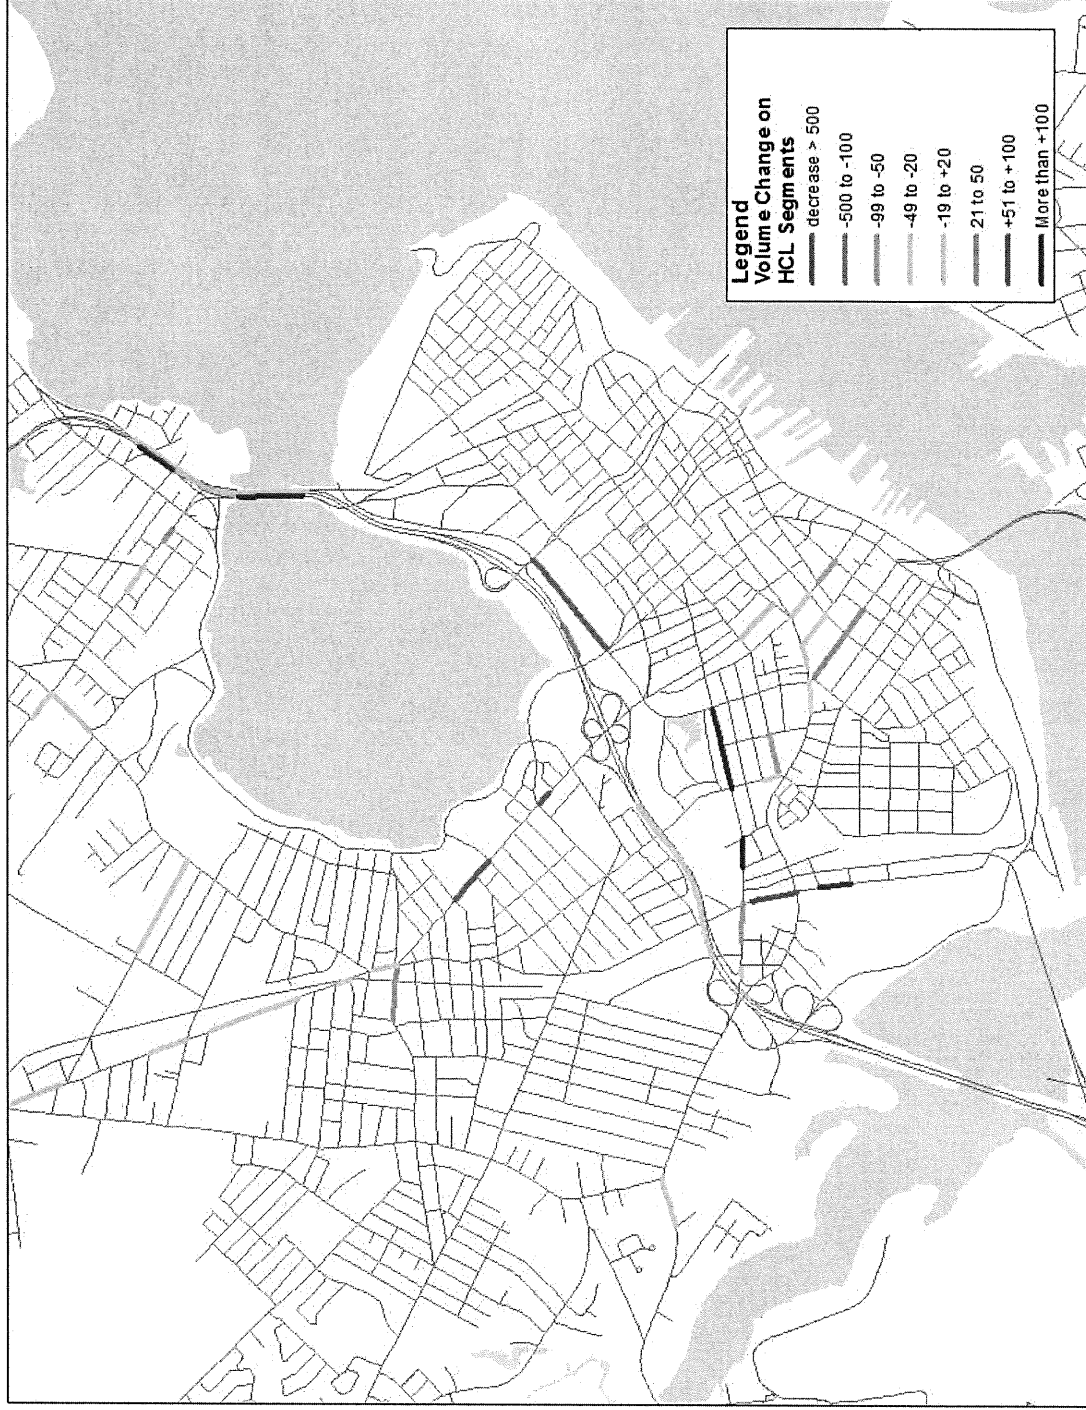 Legend
Volume Change on
HCL Segments
decrease > 500
-500 to -100
-99 to -50
-49 to -20
-19 to +20
21 to 50
+51 to +100
More than +100